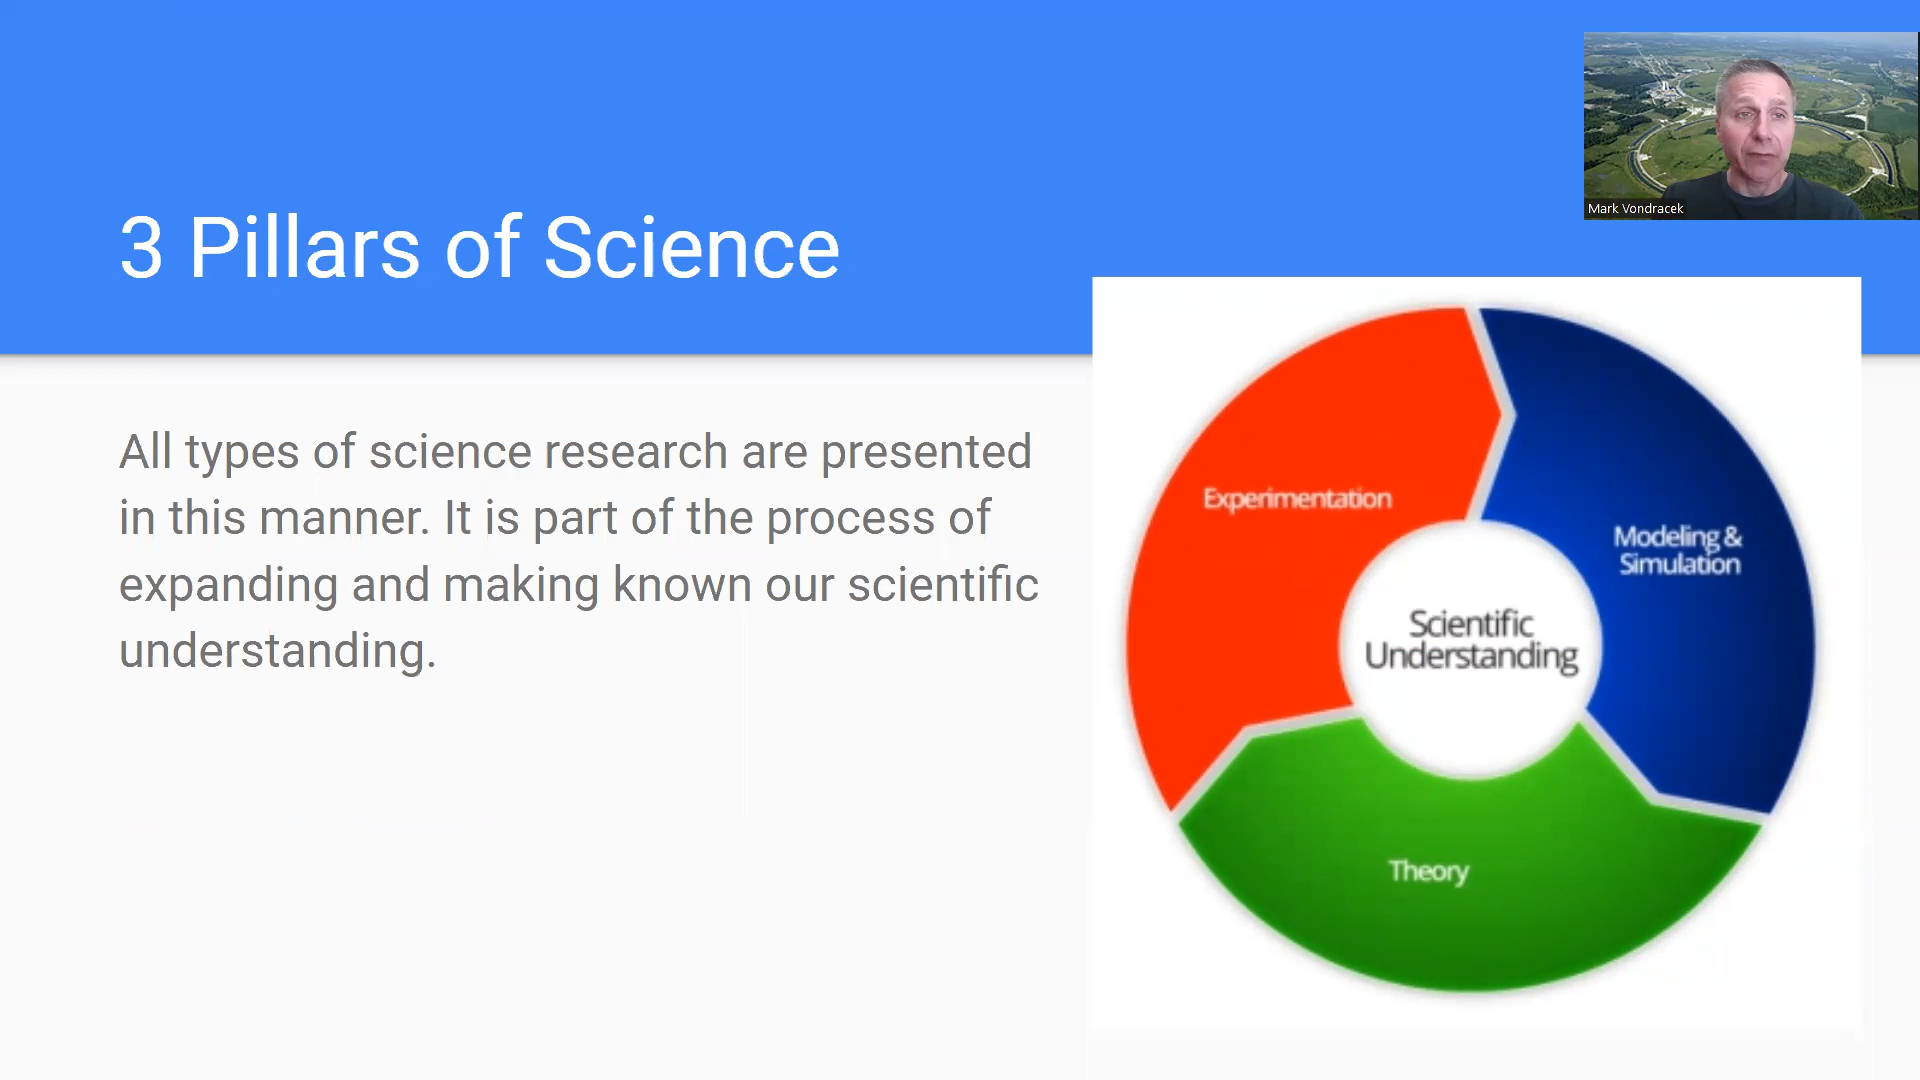 Mark Vondracek
3 Pillars of Science
All types of science research are presented
in this manner. It is part of the process of
expanding and making known our scientific
understanding.
Experimentation
Modeling &
Simulation
Scientific
Understanding
Theory